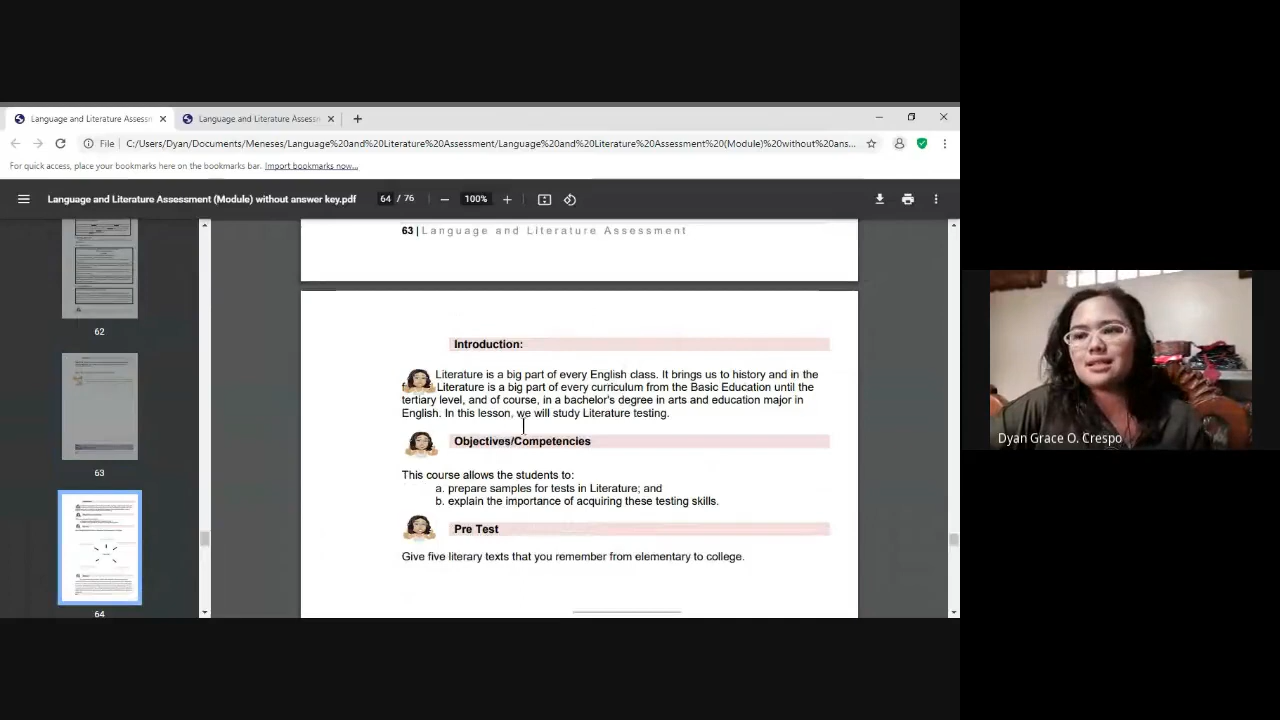 Language and Literature Assessm
Language and Literature Assessm
File
C:/Users/Dyan/Documents/Meneses/Language%20and%20Literature%20Assessment/Language%20and%20Literature%20Assessment%20(Module)%20without%20ans...
For quick access, place your bookmarks here on the bookmarks bar. Import bookmarks now...
Language and Literature Assessment (Module) without answer key.pdf
64 / 76
100%
62
63
64
63 | Language and Literature Assessment
Introduction:
Literature is a big part of every English class. It brings us to history and in the
Literature is a big part of every curriculum from the Basic Education until the
tertiary level, and of course, in a bachelor's degree in arts and education major in
English. In this lesson, we will study Literature testing.
Objectives/Competencies
This course allows the students to:
a. prepare samples for tests in Literature; and
b. explain the importance of acquiring these testing skills.
Pre Test
Give five literary texts that you remember from elementary to college.
Dyan Grace O. Crespo